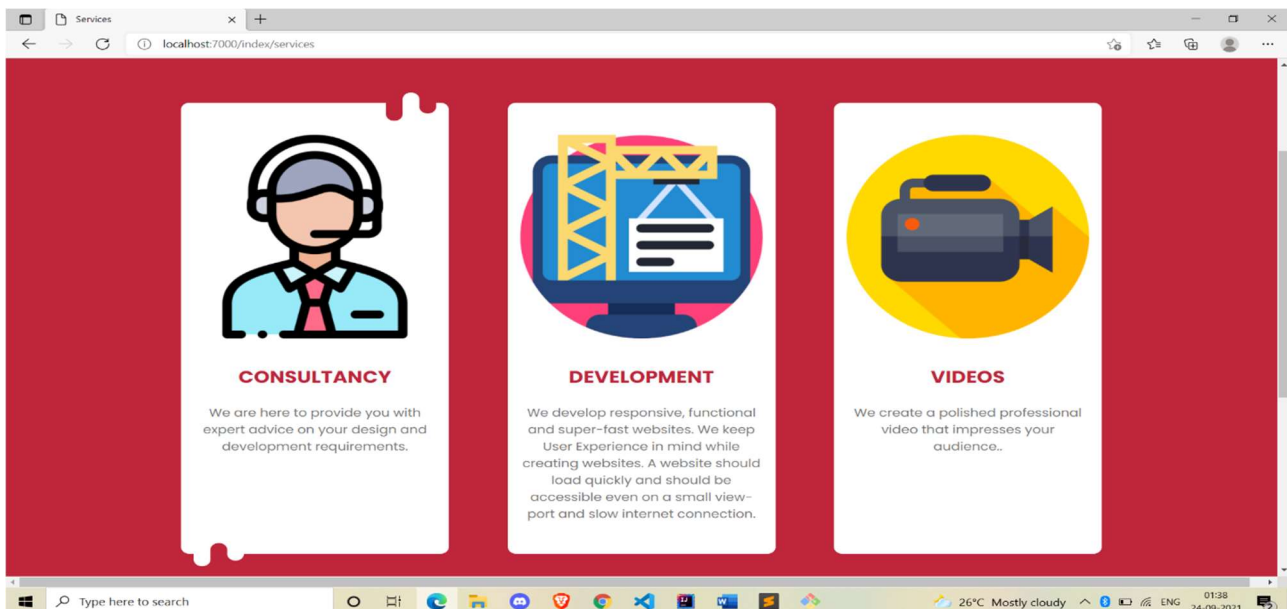 Services
localhost:7000/index/services
CONSULTANCY
We are here to provide you with
expert advice on your design and
development requirements.
DEVELOPMENT
We develop responsive, functional
and super-fast websites. We keep
User Experience in mind while
creating websites. A website should
load quickly and should be
accessible even on a small view-
port and slow internet connection.
VIDEOS
We create a polished professional
video that impresses your
audience..
Type here to search
26°C Mostly cloudy
ENG
01:38
24-09-2021